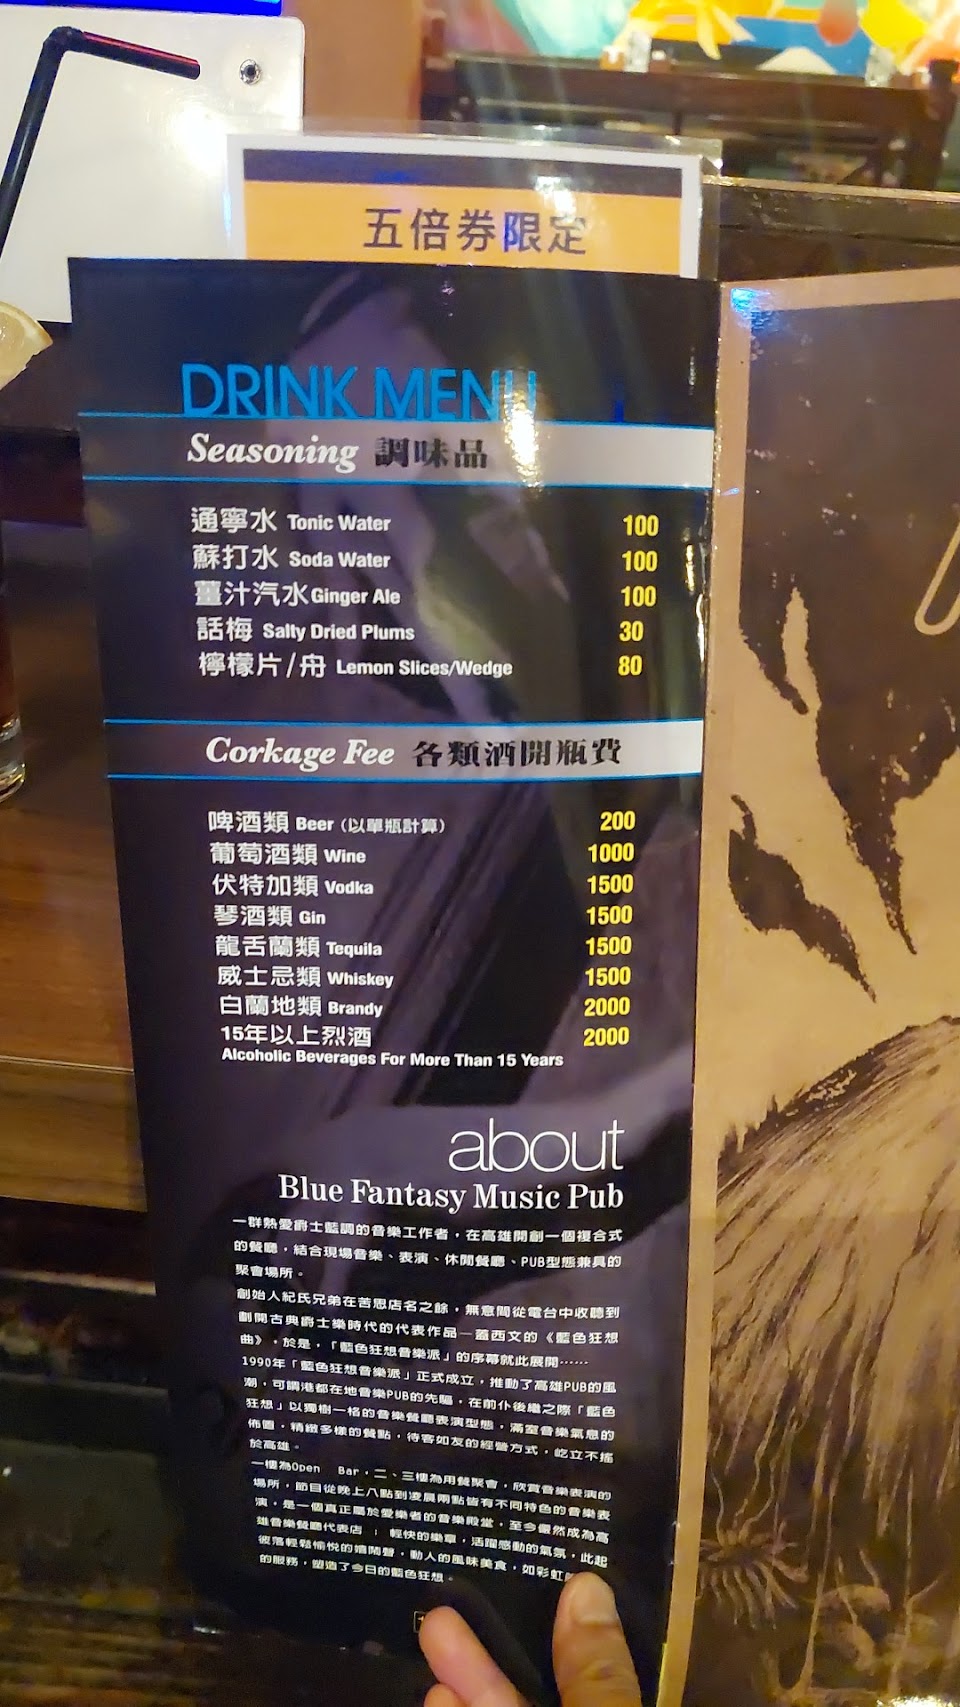 五倍券限定
DRINK MENU
Seasoning 調味品
通寧水 Tonic Water 100
蘇打水 Soda Water 100
薑汁汽水 Ginger Ale 100
話梅 Salty Dried Plums 30
檸檬片/舟 Lemon Slices/Wedge 80
Corkage Fee 各類酒開瓶費
啤酒類 Beer (以單瓶計算) 200
葡萄酒類 Wine 1000
伏特加類 Vodka 1500
琴酒類 Gin 1500
龍舌蘭類 Tequila 1500
威士忌類 Whiskey 1500
白蘭地類 Brandy 2000
15年以上烈酒 2000
Alcoholic Beverages For More Than 15 Years
about
Blue Fantasy Music Pub
一群熱愛爵士藍調的音樂工作者，在高雄開創一個複合式
的餐廳，結合現場音樂、表演、休閒餐廳、PUB型態兼具的
聚會場所。
創始人紀氏兄弟在苦思店名之餘，無意間從電台中收聽到
劃開古典爵士樂時代的代表作品—蓋西文的《藍色狂想
曲》，於是，「藍色狂想音樂派」的序幕就此展開……
1990年「藍色狂想音樂派」正式成立，推動了高雄PUB的風
潮，可謂港都在地音樂PUB的先驅，在前仆後繼之際「藍色
狂想」以獨樹一格的音樂餐廳表演型態，滿室音樂氣息的
佈置，精緻多樣的餐點，待客如友的經營方式，屹立不搖
於高雄。
一樓為Open Bar，二、三樓為用餐聚會，欣賞音樂表演的
場所，節目從晚上八點到凌晨兩點皆有不同特色的音樂表
演，是一個真正屬於愛樂者的音樂殿堂，至今儼然成為高
雄音樂餐廳代表店 ； 輕快的樂章，活躍感動的氣氛，此起
彼落輕鬆愉悅的嬉鬧聲，動人的風味美食，如彩虹
的服務，塑造了今日的藍色狂想。